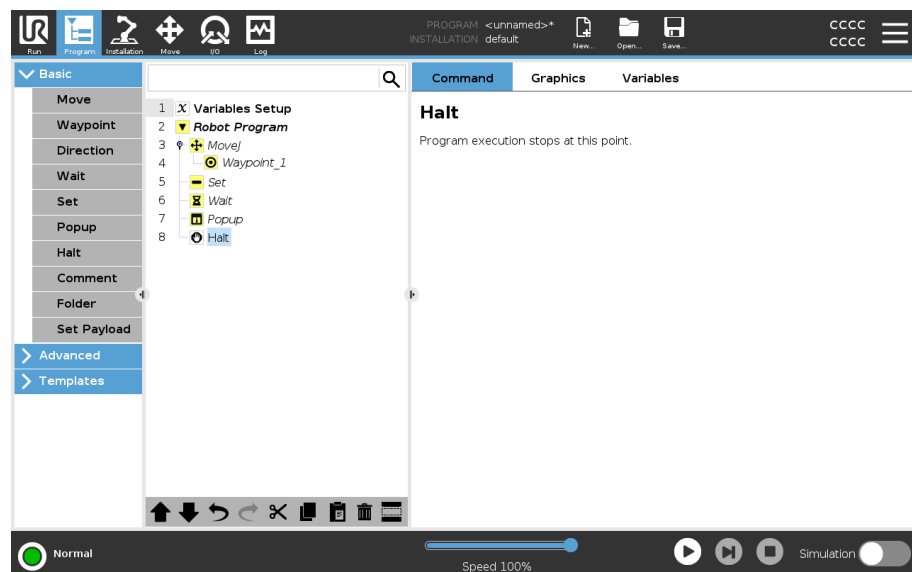 UR
PROGRAM <unnamed>*
INSTALLATION default
CCCC
CCCC
Run Program Installation Move I/O Log New... Open... Save...
Basic
Move
Waypoint
Direction
Wait
Set
Popup
Halt
Comment
Folder
Set Payload
Advanced
Templates
1 X Variables Setup
2 Robot Program
3 MoveJ
4 Waypoint_1
5 Set
6 Wait
7 Popup
8 Halt
Command Graphics Variables
Halt
Program execution stops at this point.
Normal
Speed 100%
Simulation